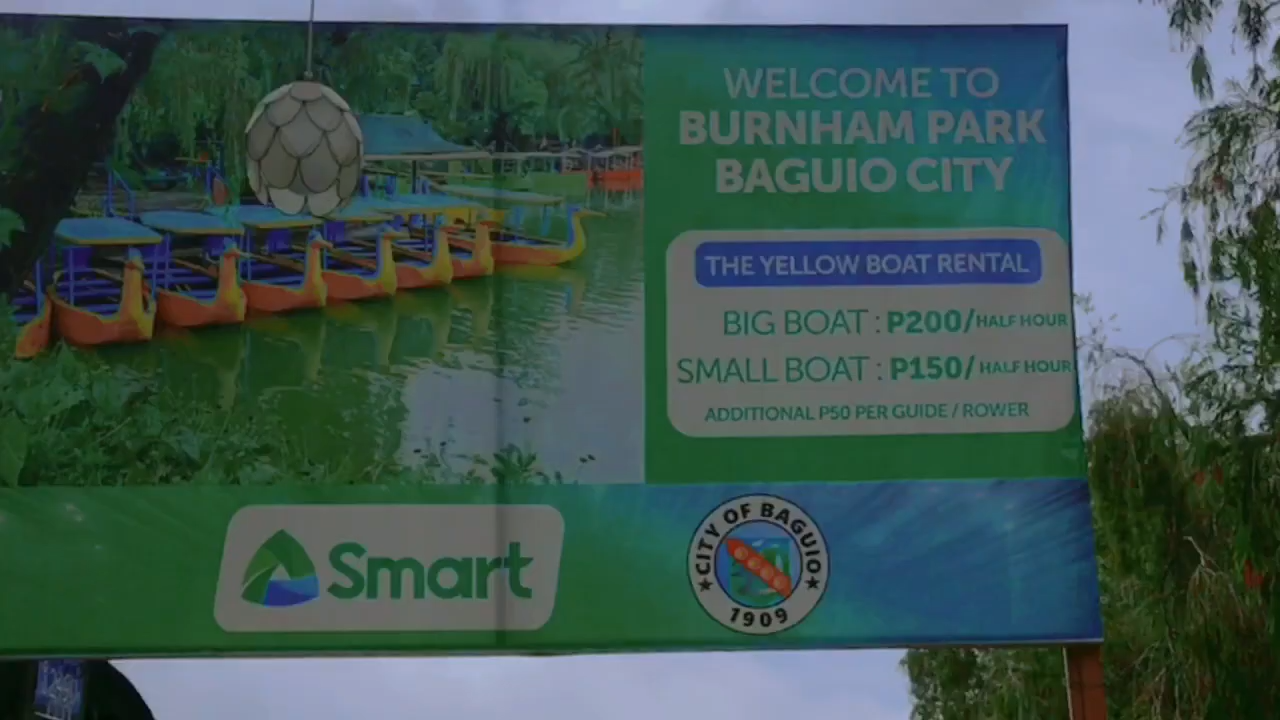 WELCOME TO
BURNHAM PARK
BAGUIO CITY
THE YELLOW BOAT RENTAL
BIG BOAT : P200/HALF HOUR
SMALL BOAT : P150/HALF HOUR
ADDITIONAL P50 PER GUIDE / ROWER
Smart
CITY OF BAGUIO
1909